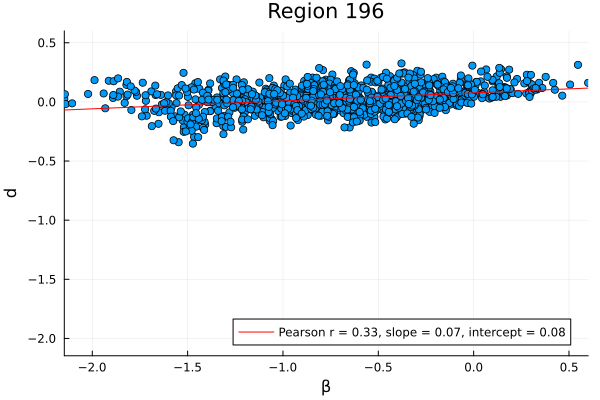 Region 196
0.5
0.0
−0.5
−1.0
−1.5
−2.0
d
Pearson r = 0.33, slope = 0.07, intercept = 0.08
−2.0 −1.5 −1.0 −0.5 0.0 0.5
β